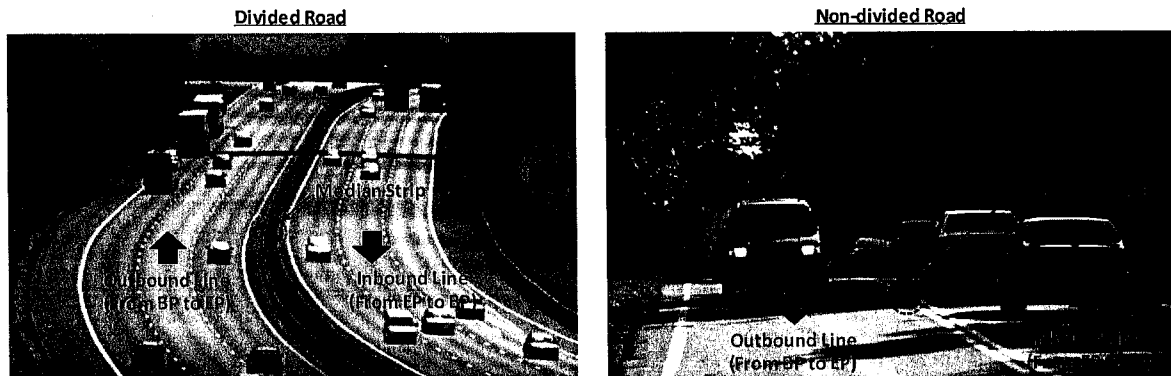 Divided Road
Non-divided Road
Median Strip
Outbound Line
(From BP to EP)
Inbound Line
(From EP to BP)
Outbound Line
(From BP to EP)